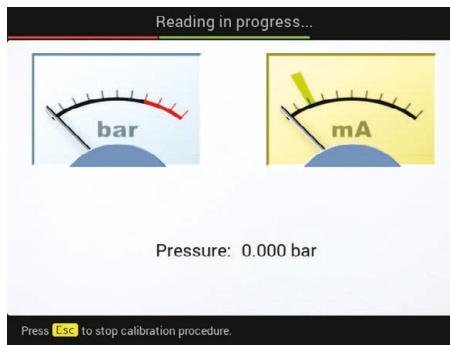 Reading in progress...
bar
mA
Pressure: 0.000 bar
Press Esc to stop calibration procedure.